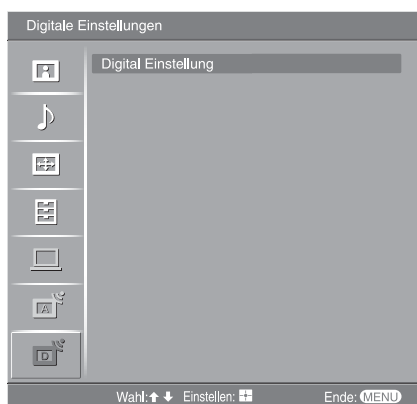 Digitale Einstellungen
Digital Einstellung
A
D
Wahl: Einstellen: Ende: MENU